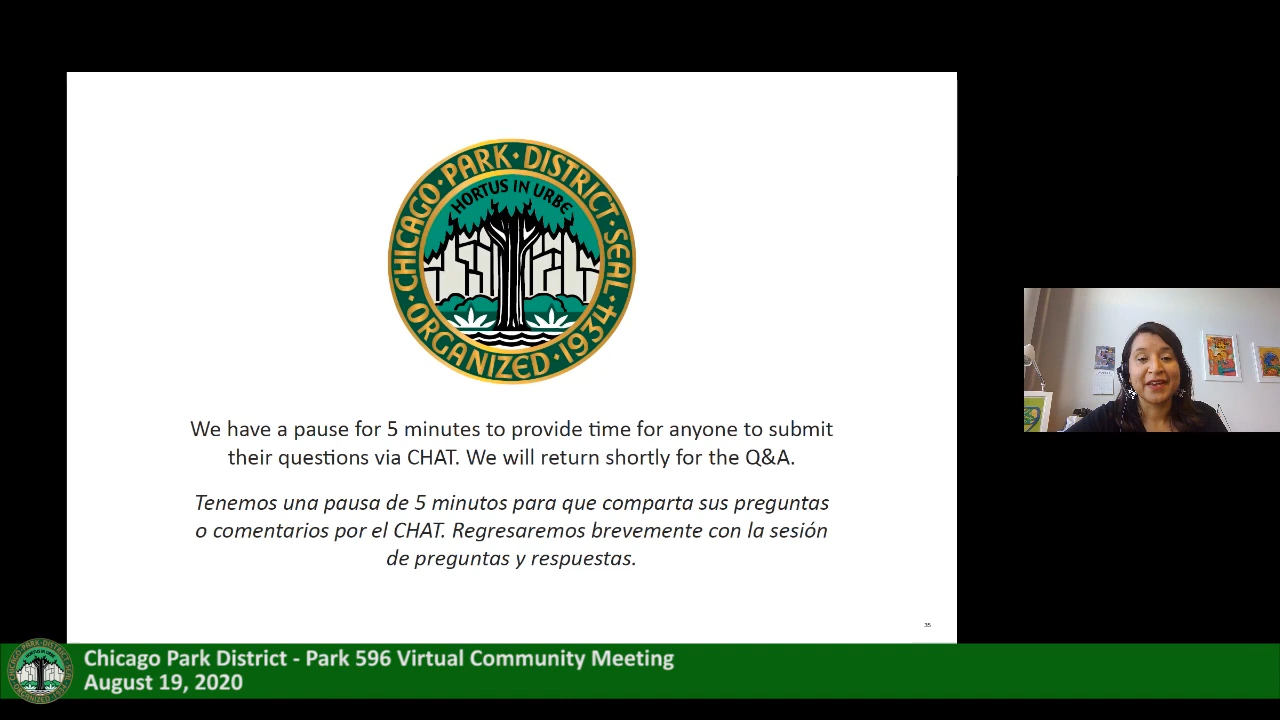 CHICAGO·PARK·DISTRICT·SEAL·ORGANIZED·1934
HORTUS IN URBE
We have a pause for 5 minutes to provide time for anyone to submit
their questions via CHAT. We will return shortly for the Q&A.
Tenemos una pausa de 5 minutos para que comparta sus preguntas
o comentarios por el CHAT. Regresaremos brevemente con la sesión
de preguntas y respuestas.
35
Chicago Park District - Park 596 Virtual Community Meeting
August 19, 2020